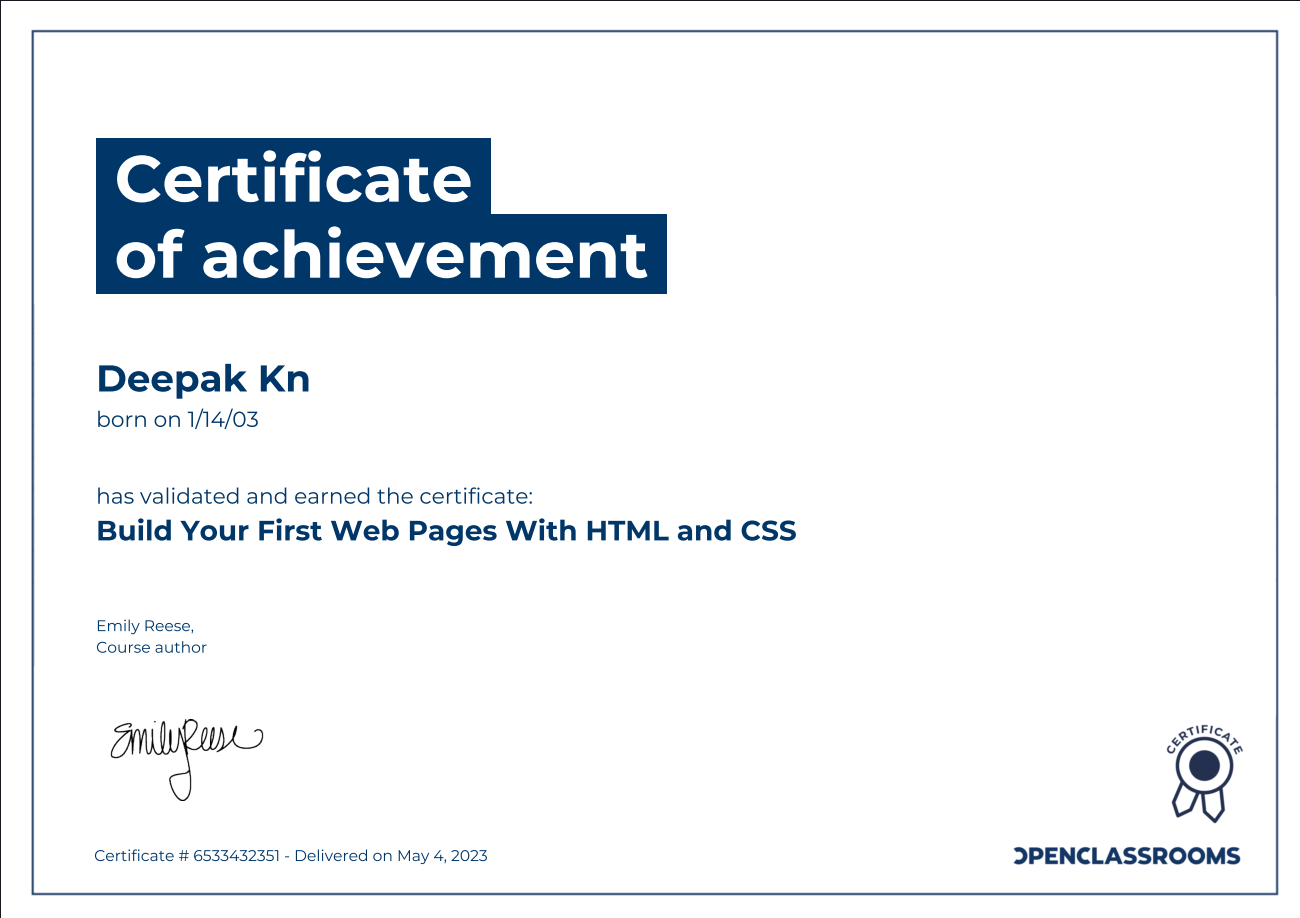 Certificate
of achievement
Deepak Kn
born on 1/14/03
has validated and earned the certificate:
Build Your First Web Pages With HTML and CSS
Emily Reese,
Course author
EmilyReese
CERTIFICATE
Certificate # 6533432351 - Delivered on May 4, 2023
OPENCLASSROOMS